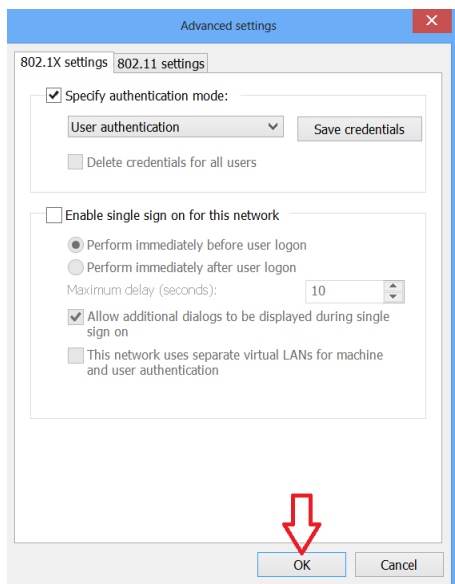 Advanced settings
802.1X settings 802.11 settings
Specify authentication mode:
User authentication Save credentials
Delete credentials for all users
Enable single sign on for this network
Perform immediately before user logon
Perform immediately after user logon
Maximum delay (seconds): 10
Allow additional dialogs to be displayed during single
sign on
This network uses separate virtual LANs for machine
and user authentication
OK Cancel